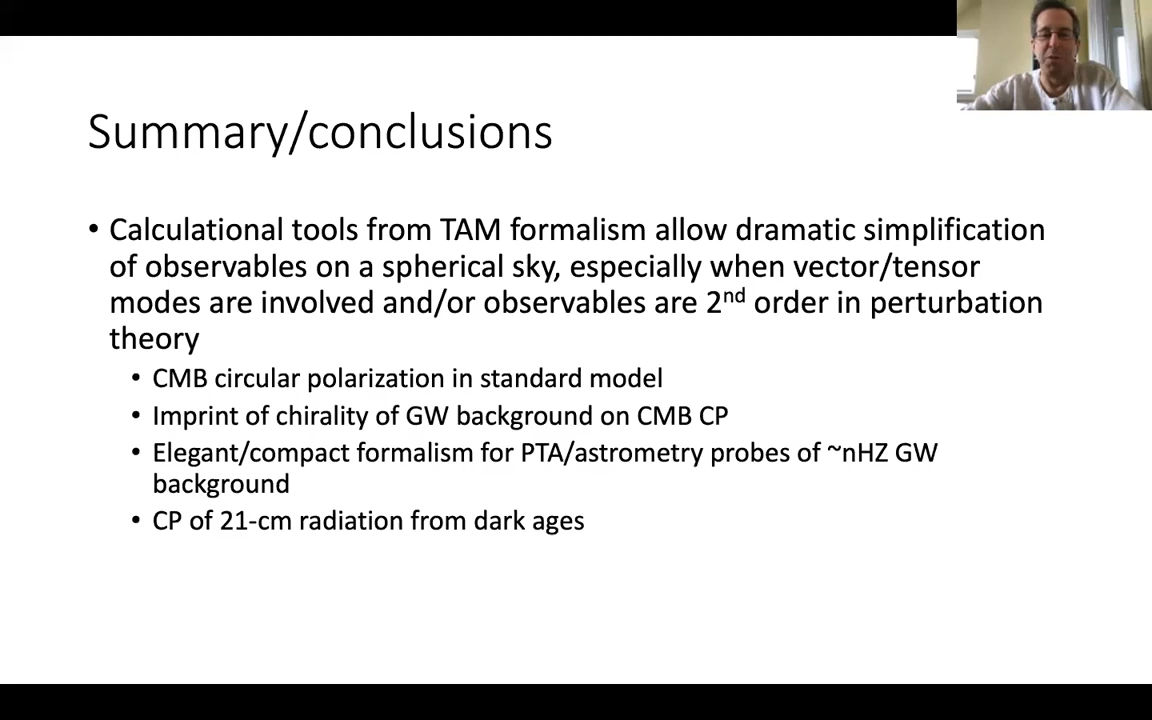 Summary/conclusions
• Calculational tools from TAM formalism allow dramatic simplification
of observables on a spherical sky, especially when vector/tensor
modes are involved and/or observables are 2nd order in perturbation
theory
• CMB circular polarization in standard model
• Imprint of chirality of GW background on CMB CP
• Elegant/compact formalism for PTA/astrometry probes of ~nHZ GW
background
• CP of 21-cm radiation from dark ages